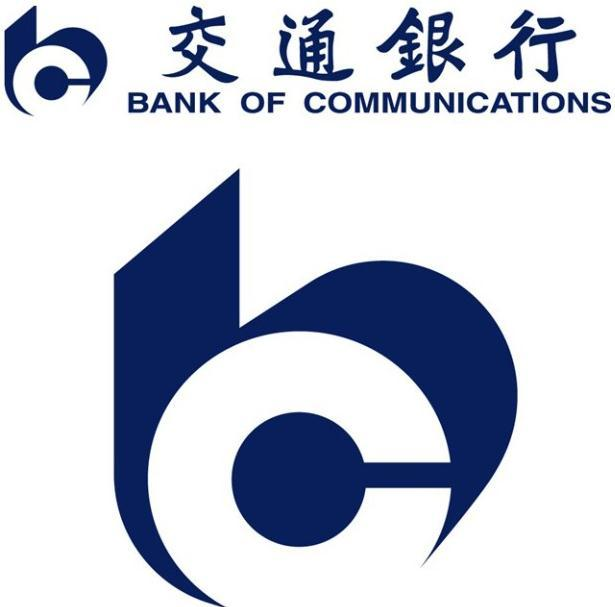 交通銀行
BANK OF COMMUNICATIONS